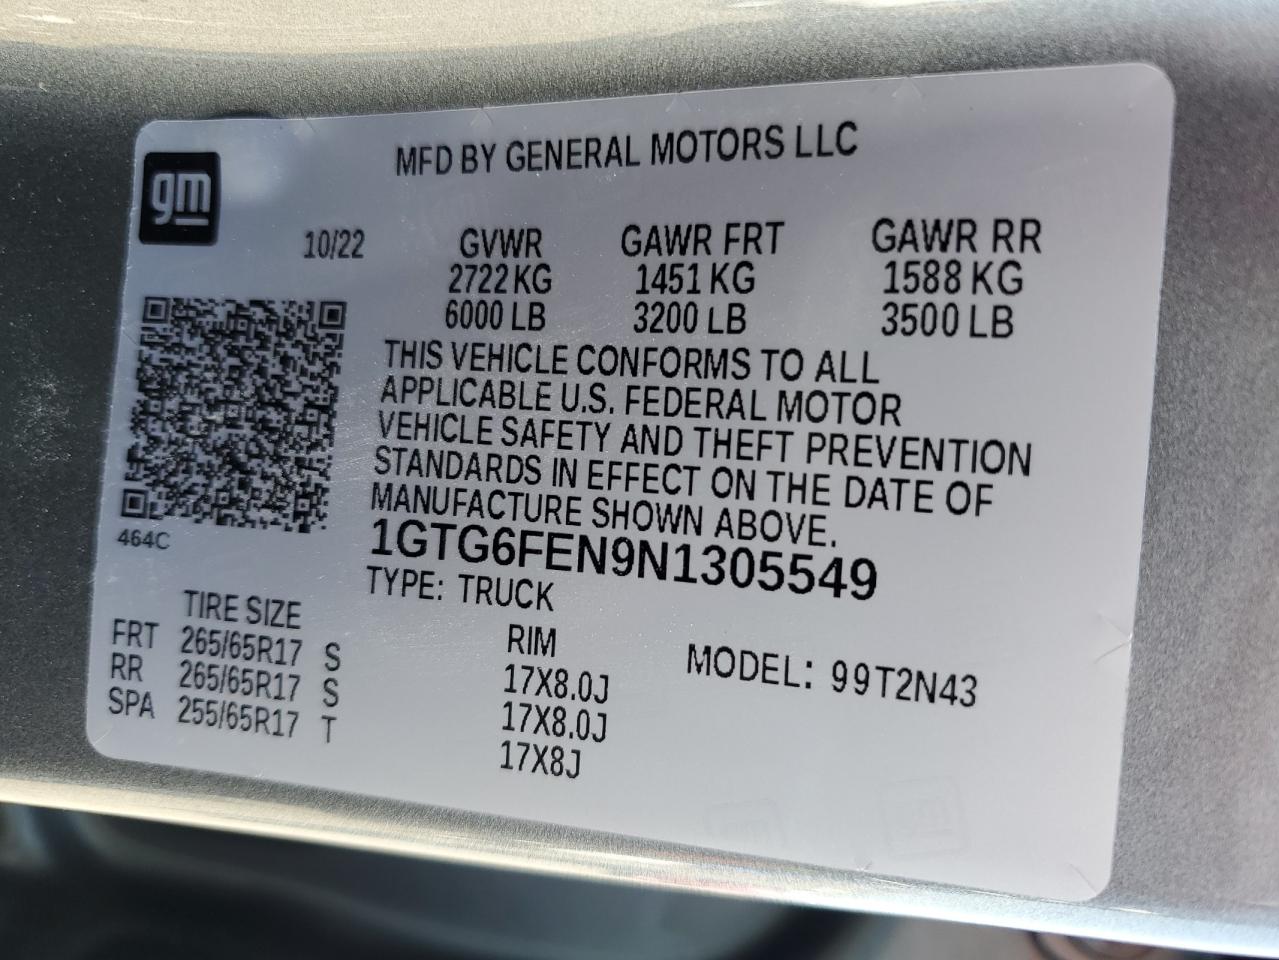 gm
MFD BY GENERAL MOTORS LLC
10/22 GVWR GAWR FRT GAWR RR
2722 KG 1451 KG 1588 KG
6000 LB 3200 LB 3500 LB
THIS VEHICLE CONFORMS TO ALL
APPLICABLE U.S. FEDERAL MOTOR
VEHICLE SAFETY AND THEFT PREVENTION
STANDARDS IN EFFECT ON THE DATE OF
MANUFACTURE SHOWN ABOVE.
464C
1GTG6FEN9N1305549
TYPE: TRUCK
TIRE SIZE RIM MODEL: 99T2N43
FRT 265/65R17 S 17X8.0J
RR 265/65R17 S 17X8.0J
SPA 255/65R17 T 17X8J